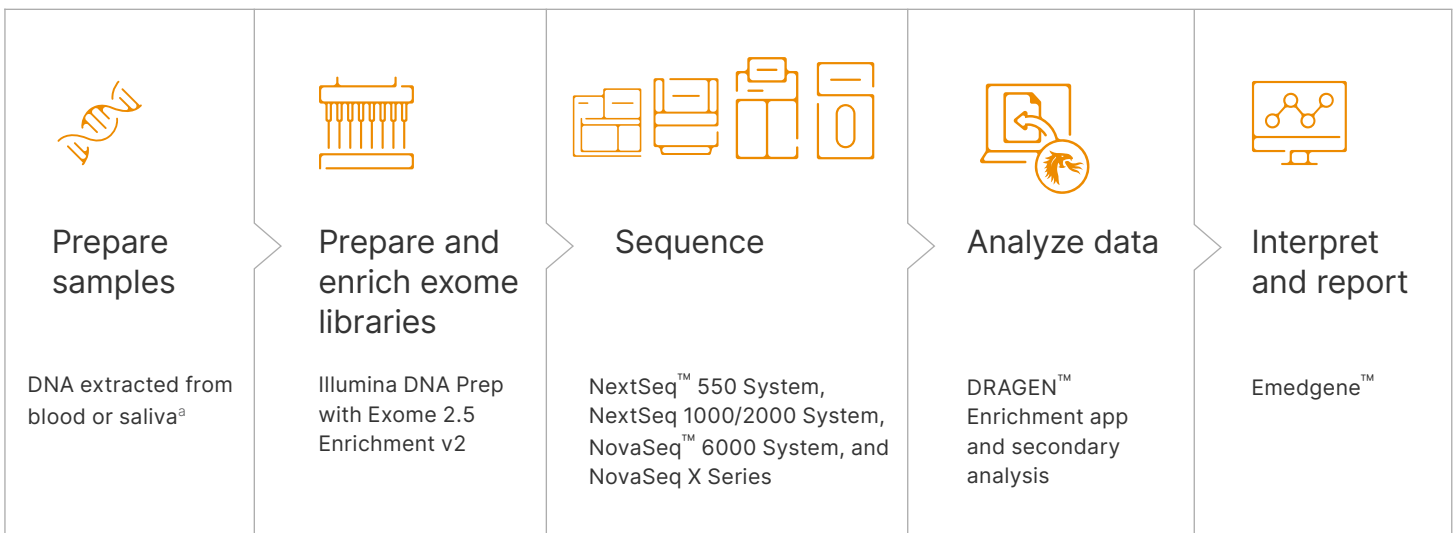 Prepare
samples
DNA extracted from
blood or salivaᵃ
Prepare and
enrich exome
libraries
Illumina DNA Prep
with Exome 2.5
Enrichment v2
Sequence
NextSeq™ 550 System,
NextSeq 1000/2000 System,
NovaSeq™ 6000 System, and
NovaSeq X Series
Analyze data
DRAGEN™
Enrichment app
and secondary
analysis
Interpret
and report
Emedgene™